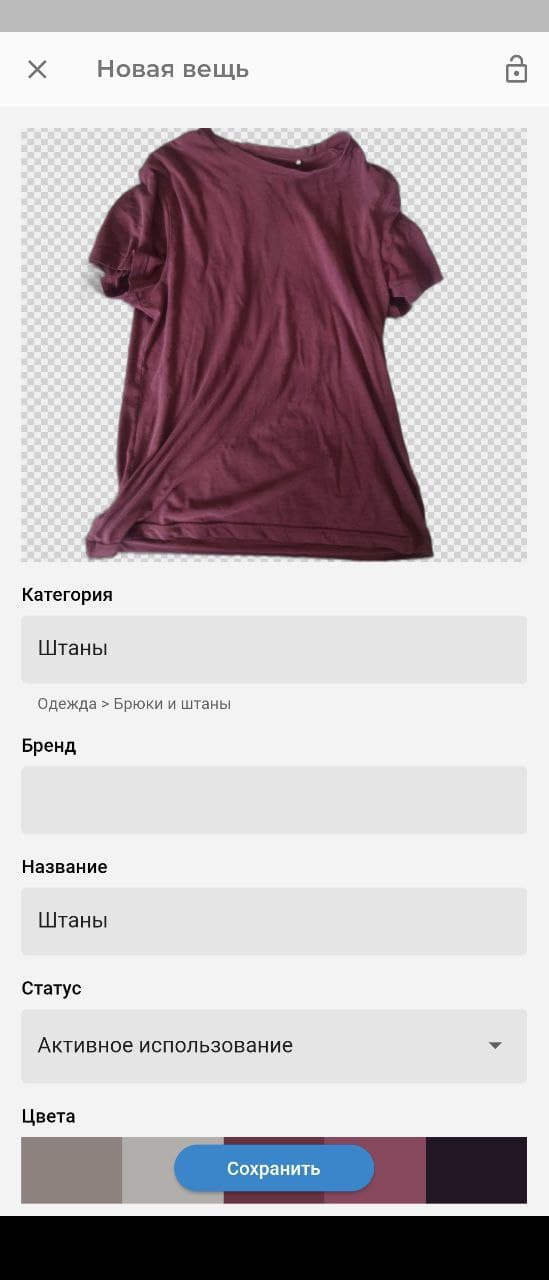 Новая вещь
Категория
Штаны
Одежда > Брюки и штаны
Бренд
Название
Штаны
Статус
Активное использование
Цвета
Сохранить